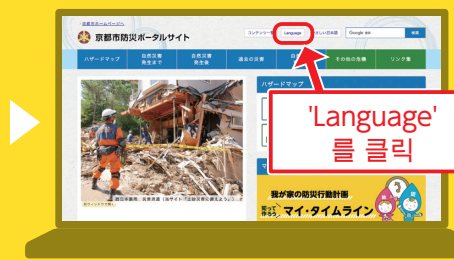 京都市ホームページへ
京都市防災ポータルサイト
コンテンツ一覧
Language
やさしい日本語
Google
検索
ハザードマップ
自然災害
発生まで
自然災害
発生後
過去の災害
その他の危機
リンク集
ハザードマップ
'Language'
를 클릭
我が家の防災行動計画
知って
作ろう
マイ・タイムライン